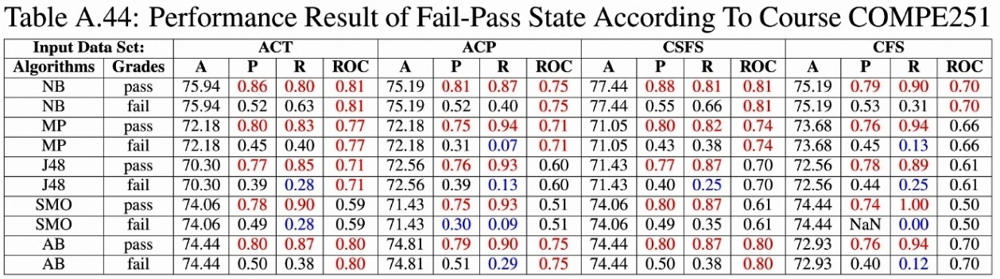 Table A.44: Performance Result of Fail-Pass State According To Course COMPE251
Input Data Set: ACT ACP CSFS CFS
Algorithms Grades A P R ROC A P R ROC A P R ROC A P R ROC
NB pass 75.94 0.86 0.80 0.81 75.19 0.81 0.87 0.75 77.44 0.88 0.81 0.81 75.19 0.79 0.90 0.70
NB fail 75.94 0.52 0.63 0.81 75.19 0.52 0.40 0.75 77.44 0.55 0.66 0.81 75.19 0.53 0.31 0.70
MP pass 72.18 0.80 0.83 0.77 72.18 0.75 0.94 0.71 71.05 0.80 0.82 0.74 73.68 0.76 0.94 0.66
MP fail 72.18 0.45 0.40 0.77 72.18 0.31 0.07 0.71 71.05 0.43 0.38 0.74 73.68 0.45 0.13 0.66
J48 pass 70.30 0.77 0.85 0.71 72.56 0.76 0.93 0.60 71.43 0.77 0.87 0.70 72.56 0.78 0.89 0.61
J48 fail 70.30 0.39 0.28 0.71 72.56 0.39 0.13 0.60 71.43 0.40 0.25 0.70 72.56 0.44 0.25 0.61
SMO pass 74.06 0.78 0.90 0.59 71.43 0.75 0.93 0.51 74.06 0.80 0.87 0.61 74.44 0.74 1.00 0.50
SMO fail 74.06 0.49 0.28 0.59 71.43 0.30 0.09 0.51 74.06 0.49 0.35 0.61 74.44 NaN 0.00 0.50
AB pass 74.44 0.80 0.87 0.80 74.81 0.79 0.90 0.75 74.44 0.80 0.87 0.80 72.93 0.76 0.94 0.70
AB fail 74.44 0.50 0.38 0.80 74.81 0.51 0.29 0.75 74.44 0.50 0.38 0.80 72.93 0.40 0.12 0.70